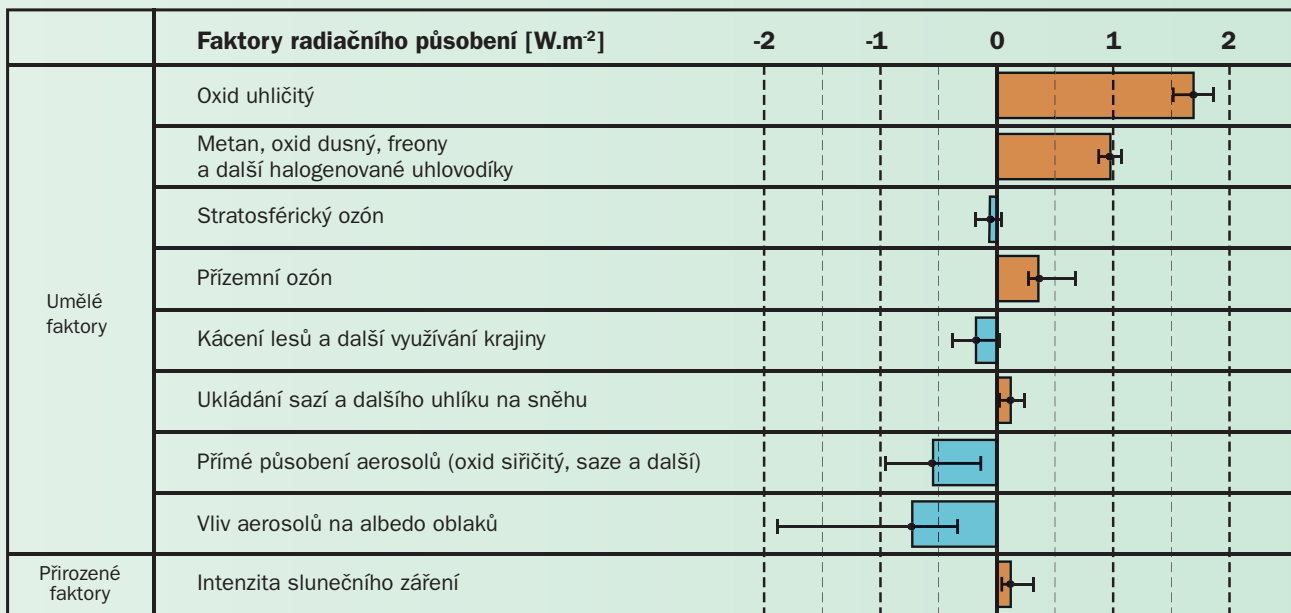 Faktory radiačního působení [W.m-2] -2 -1 0 1 2
Umělé
faktory
Oxid uhličitý
Metan, oxid dusný, freony
a další halogenované uhlovodíky
Stratosférický ozón
Přízemní ozón
Kácení lesů a další využívání krajiny
Ukládání sazí a dalšího uhlíku na sněhu
Přímé působení aerosolů (oxid siřičitý, saze a další)
Vliv aerosolů na albedo oblaků
Přirozené
faktory
Intenzita slunečního záření